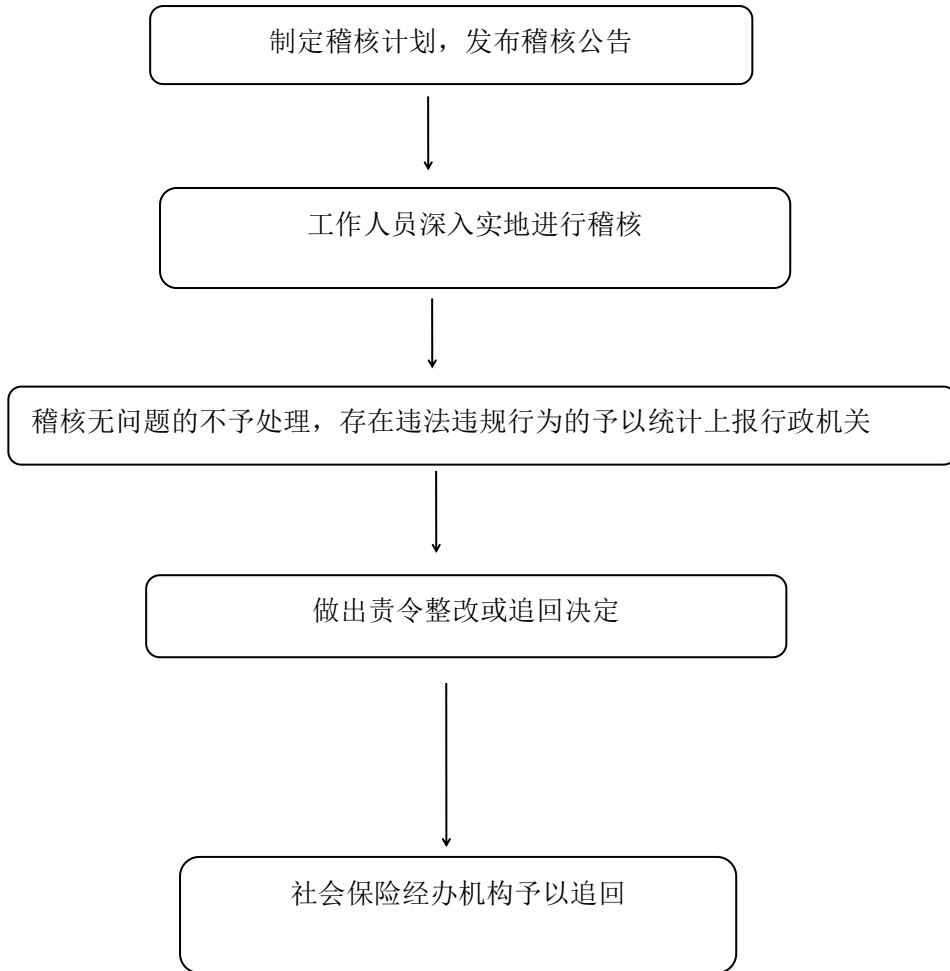 制定稽核计划，发布稽核公告
工作人员深入实地进行稽核
稽核无问题的不予处理，存在违法违规行为的予以统计上报行政机关
做出责令整改或追回决定
社会保险经办机构予以追回